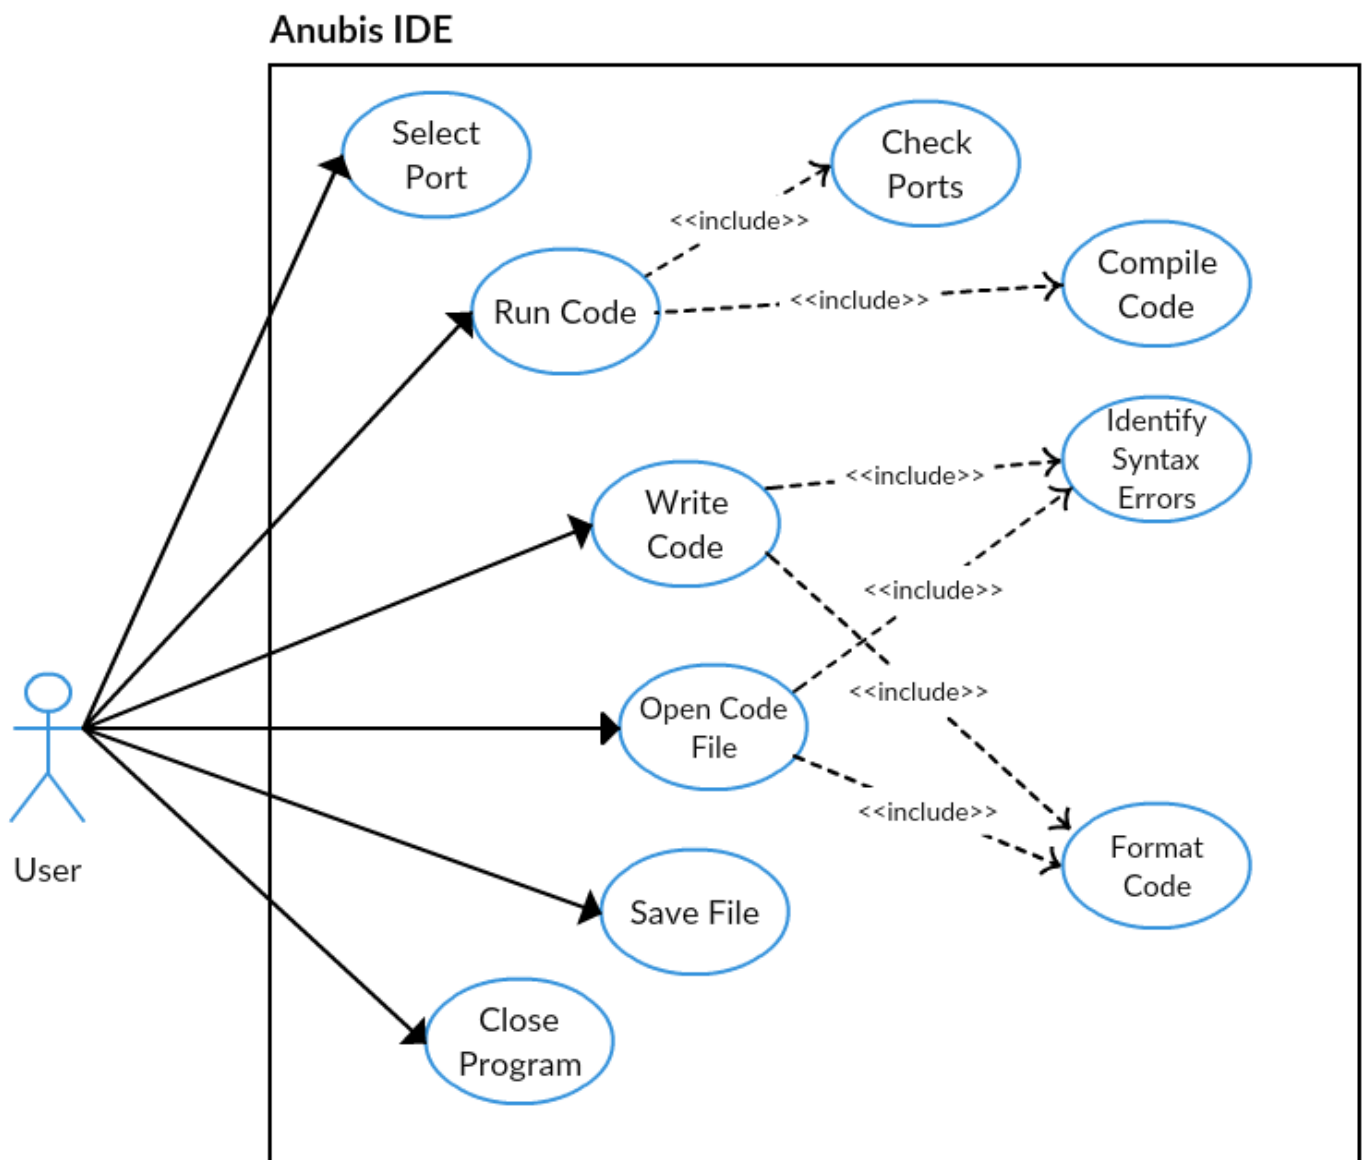 Anubis IDE
Select
Port
Check
Ports
<<include>>
Run Code
<<include>>
Compile
Code
Identify
Syntax
Errors
<<include>>
Write
Code
<<include>>
<<include>>
Open Code
File
<<include>>
Format
Code
User
Save File
Close
Program